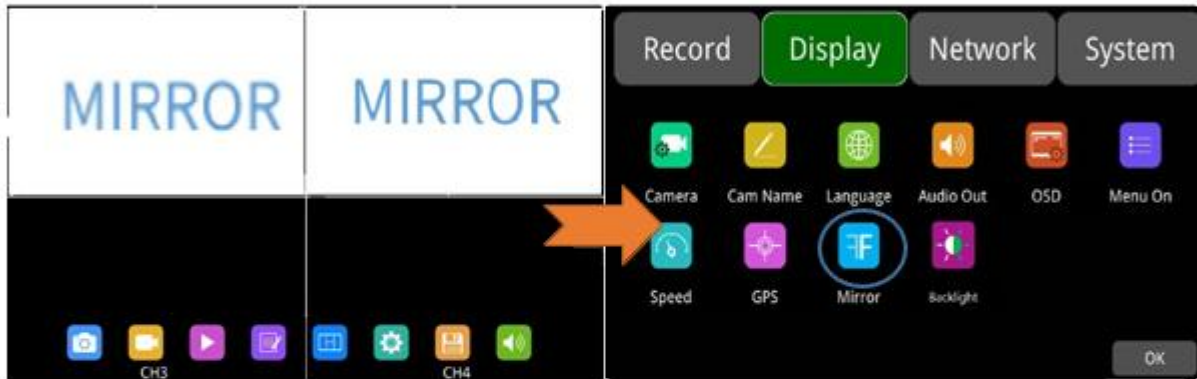 MIRROR MIRROR
CH3 CH4
Record Display Network System
Camera Cam Name Language Audio Out OSD Menu On
Speed GPS Mirror Backlight
OK